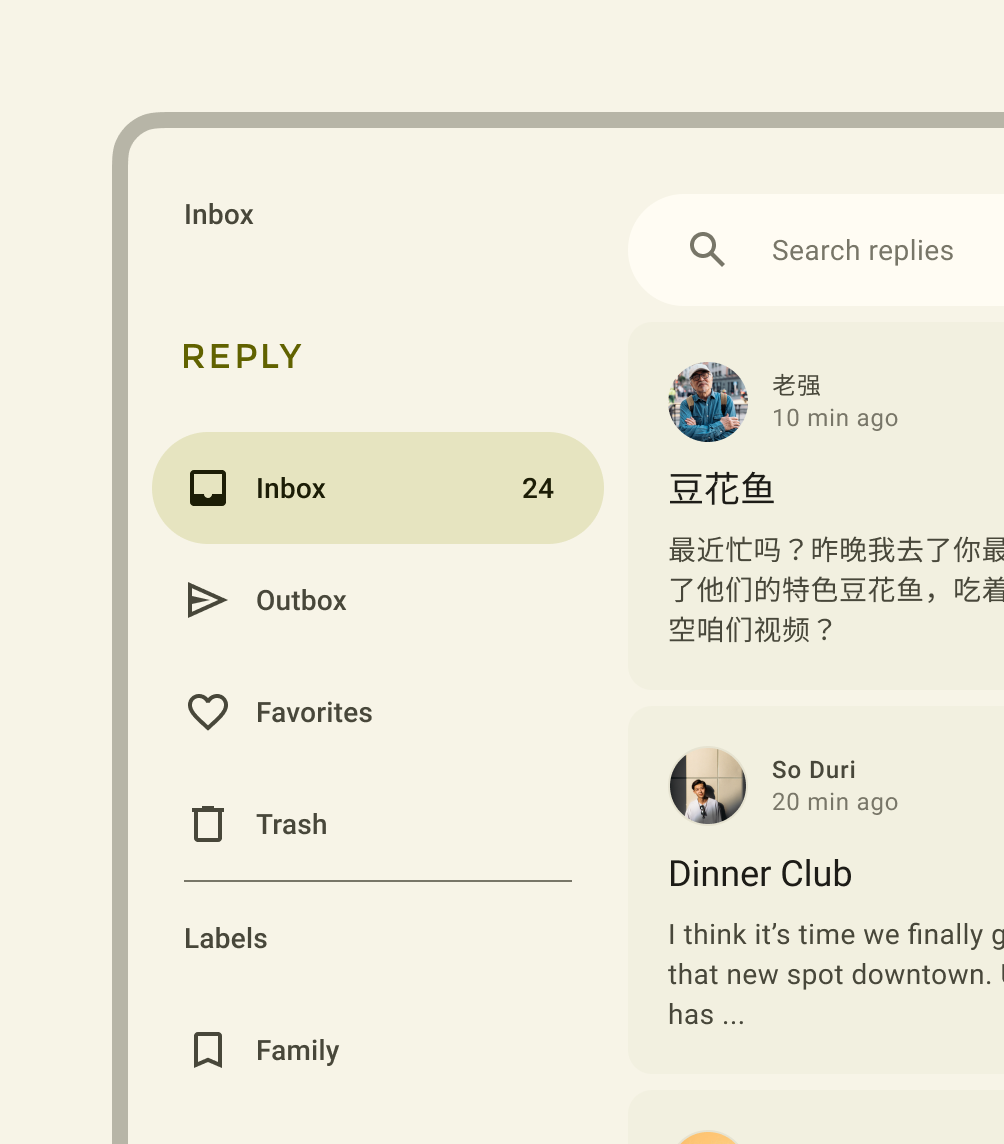 Inbox
REPLY
Inbox 24
Outbox
Favorites
Trash
Labels
Family
Search replies
老强
10 min ago
豆花鱼
最近忙吗？昨晚我去了你最
了他们的特色豆花鱼，吃着
空咱们视频？
So Duri
20 min ago
Dinner Club
I think it’s time we finally g
that new spot downtown.
has ...